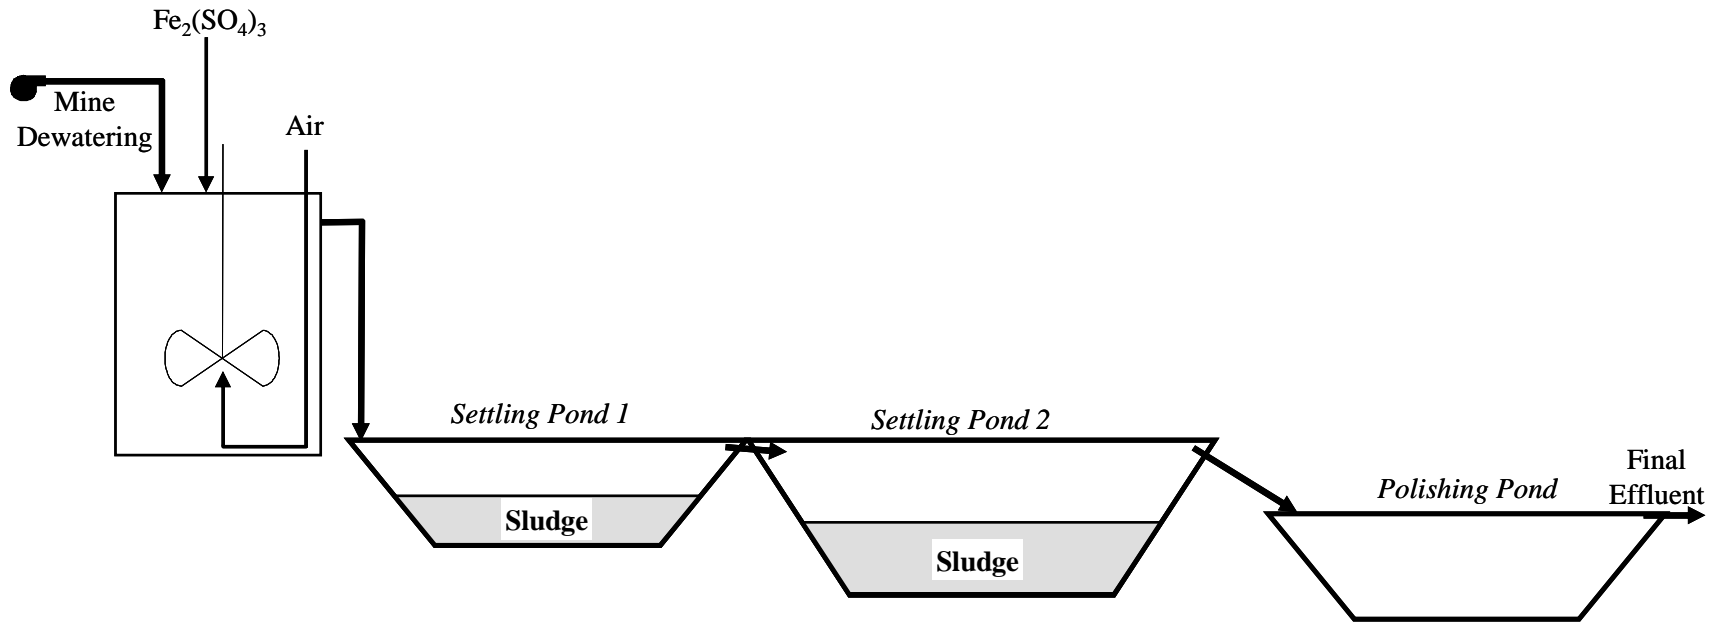 Fe₂(SO₄)₃
Mine
Dewatering
Air
Settling Pond 1
Settling Pond 2
Sludge
Sludge
Polishing Pond
Final
Effluent